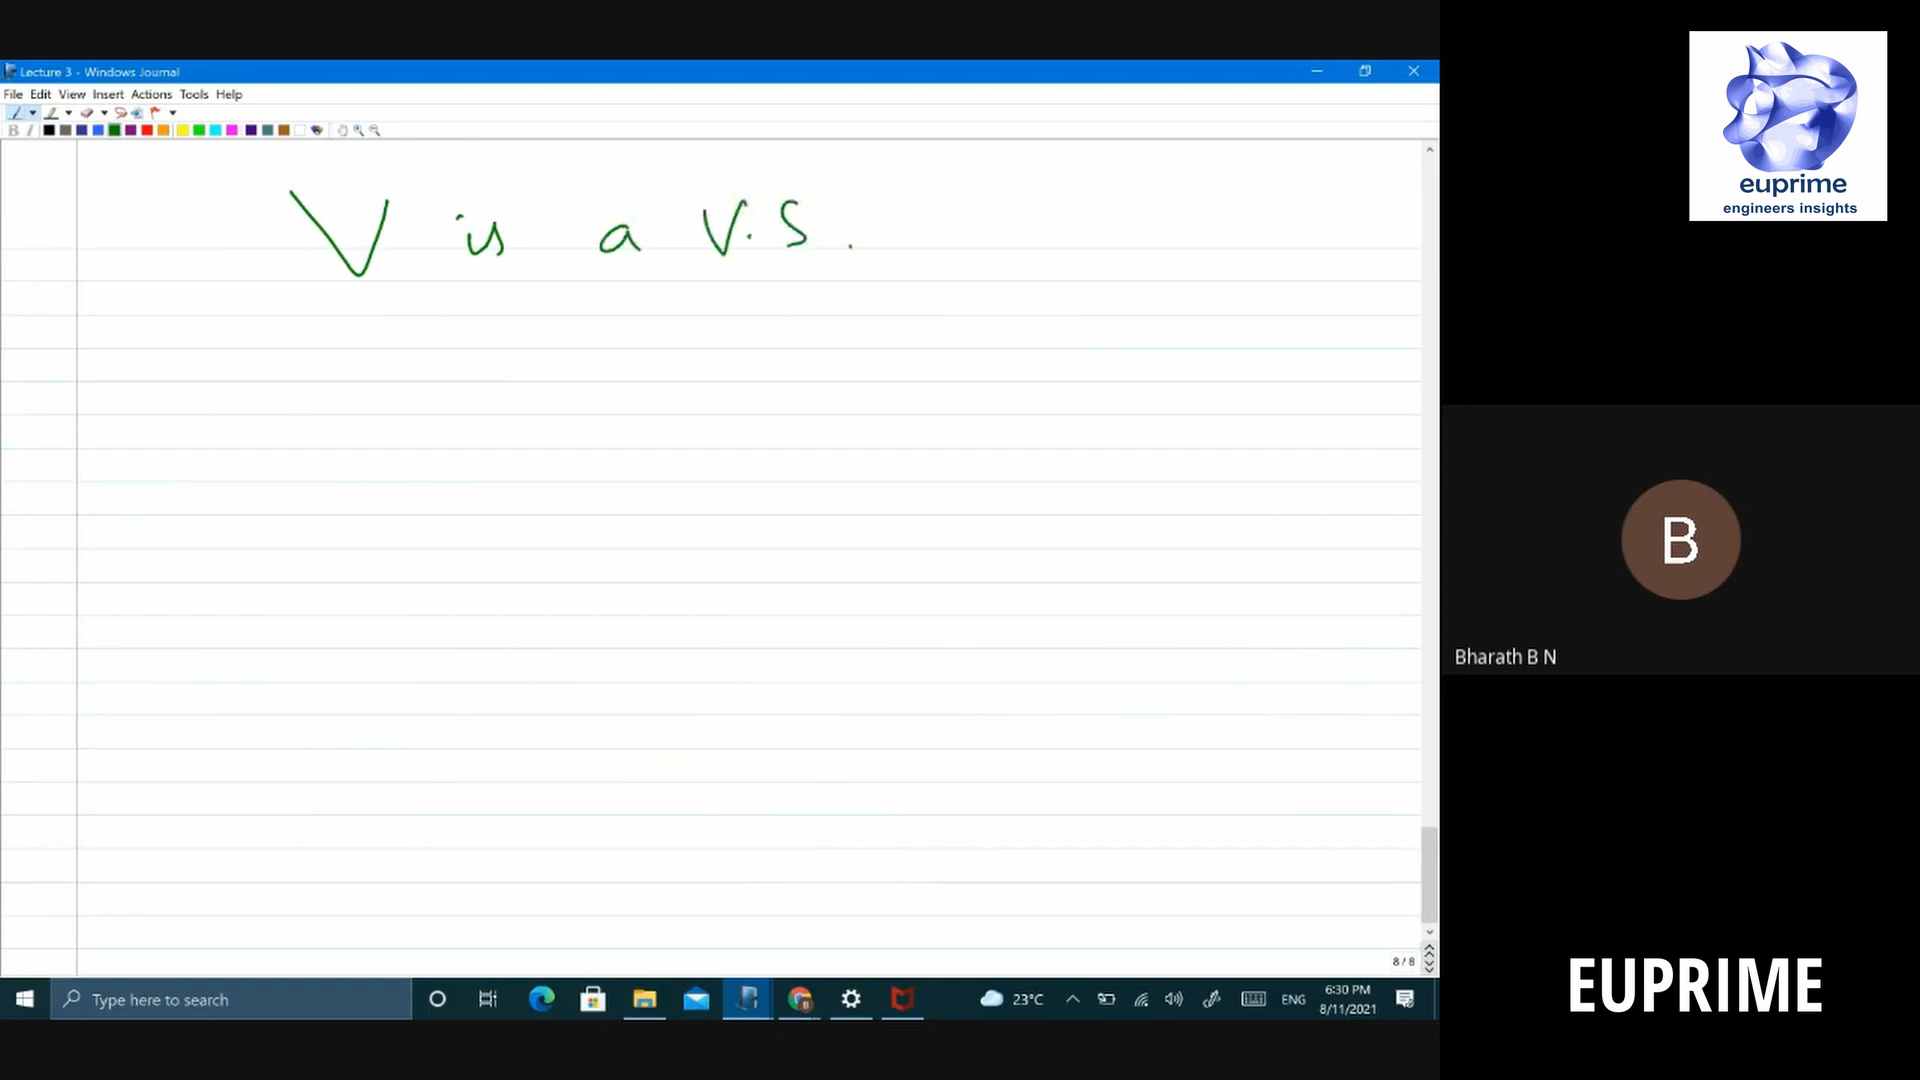 Lecture 3 - Windows Journal
File Edit View Insert Actions Tools Help
B I
V is a V.S.
8 / 8
Type here to search
23°C
ENG
6:30 PM
8/11/2021
euprime
engineers insights
B
Bharath B N
EUPRIME